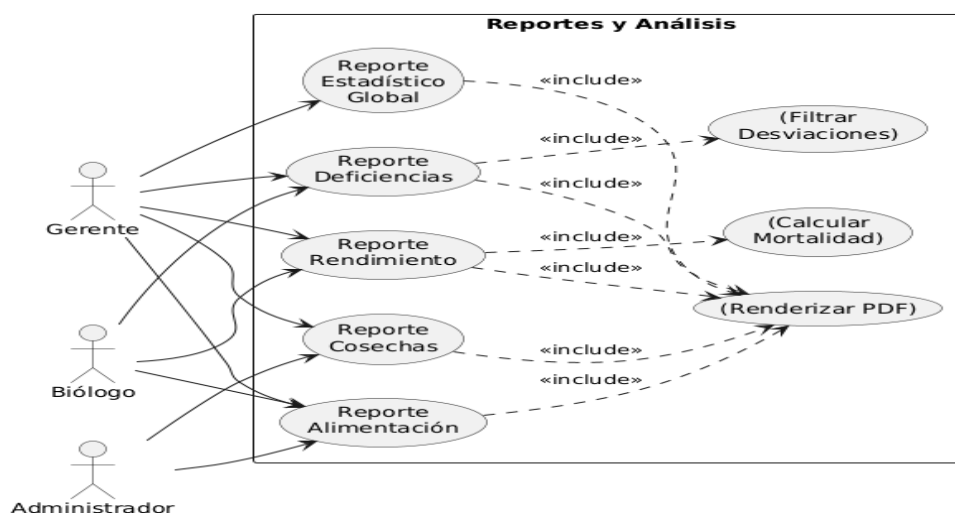 Reportes y Análisis
Reporte
Estadístico
Global
«include»
(Filtrar
Desviaciones)
«include»
Reporte
Deficiencias
«include»
Gerente
(Calcular
Mortalidad)
«include»
Reporte
Rendimiento
«include»
(Renderizar PDF)
Reporte
Cosechas
«include»
«include»
Biólogo
Reporte
Alimentación
Administrador